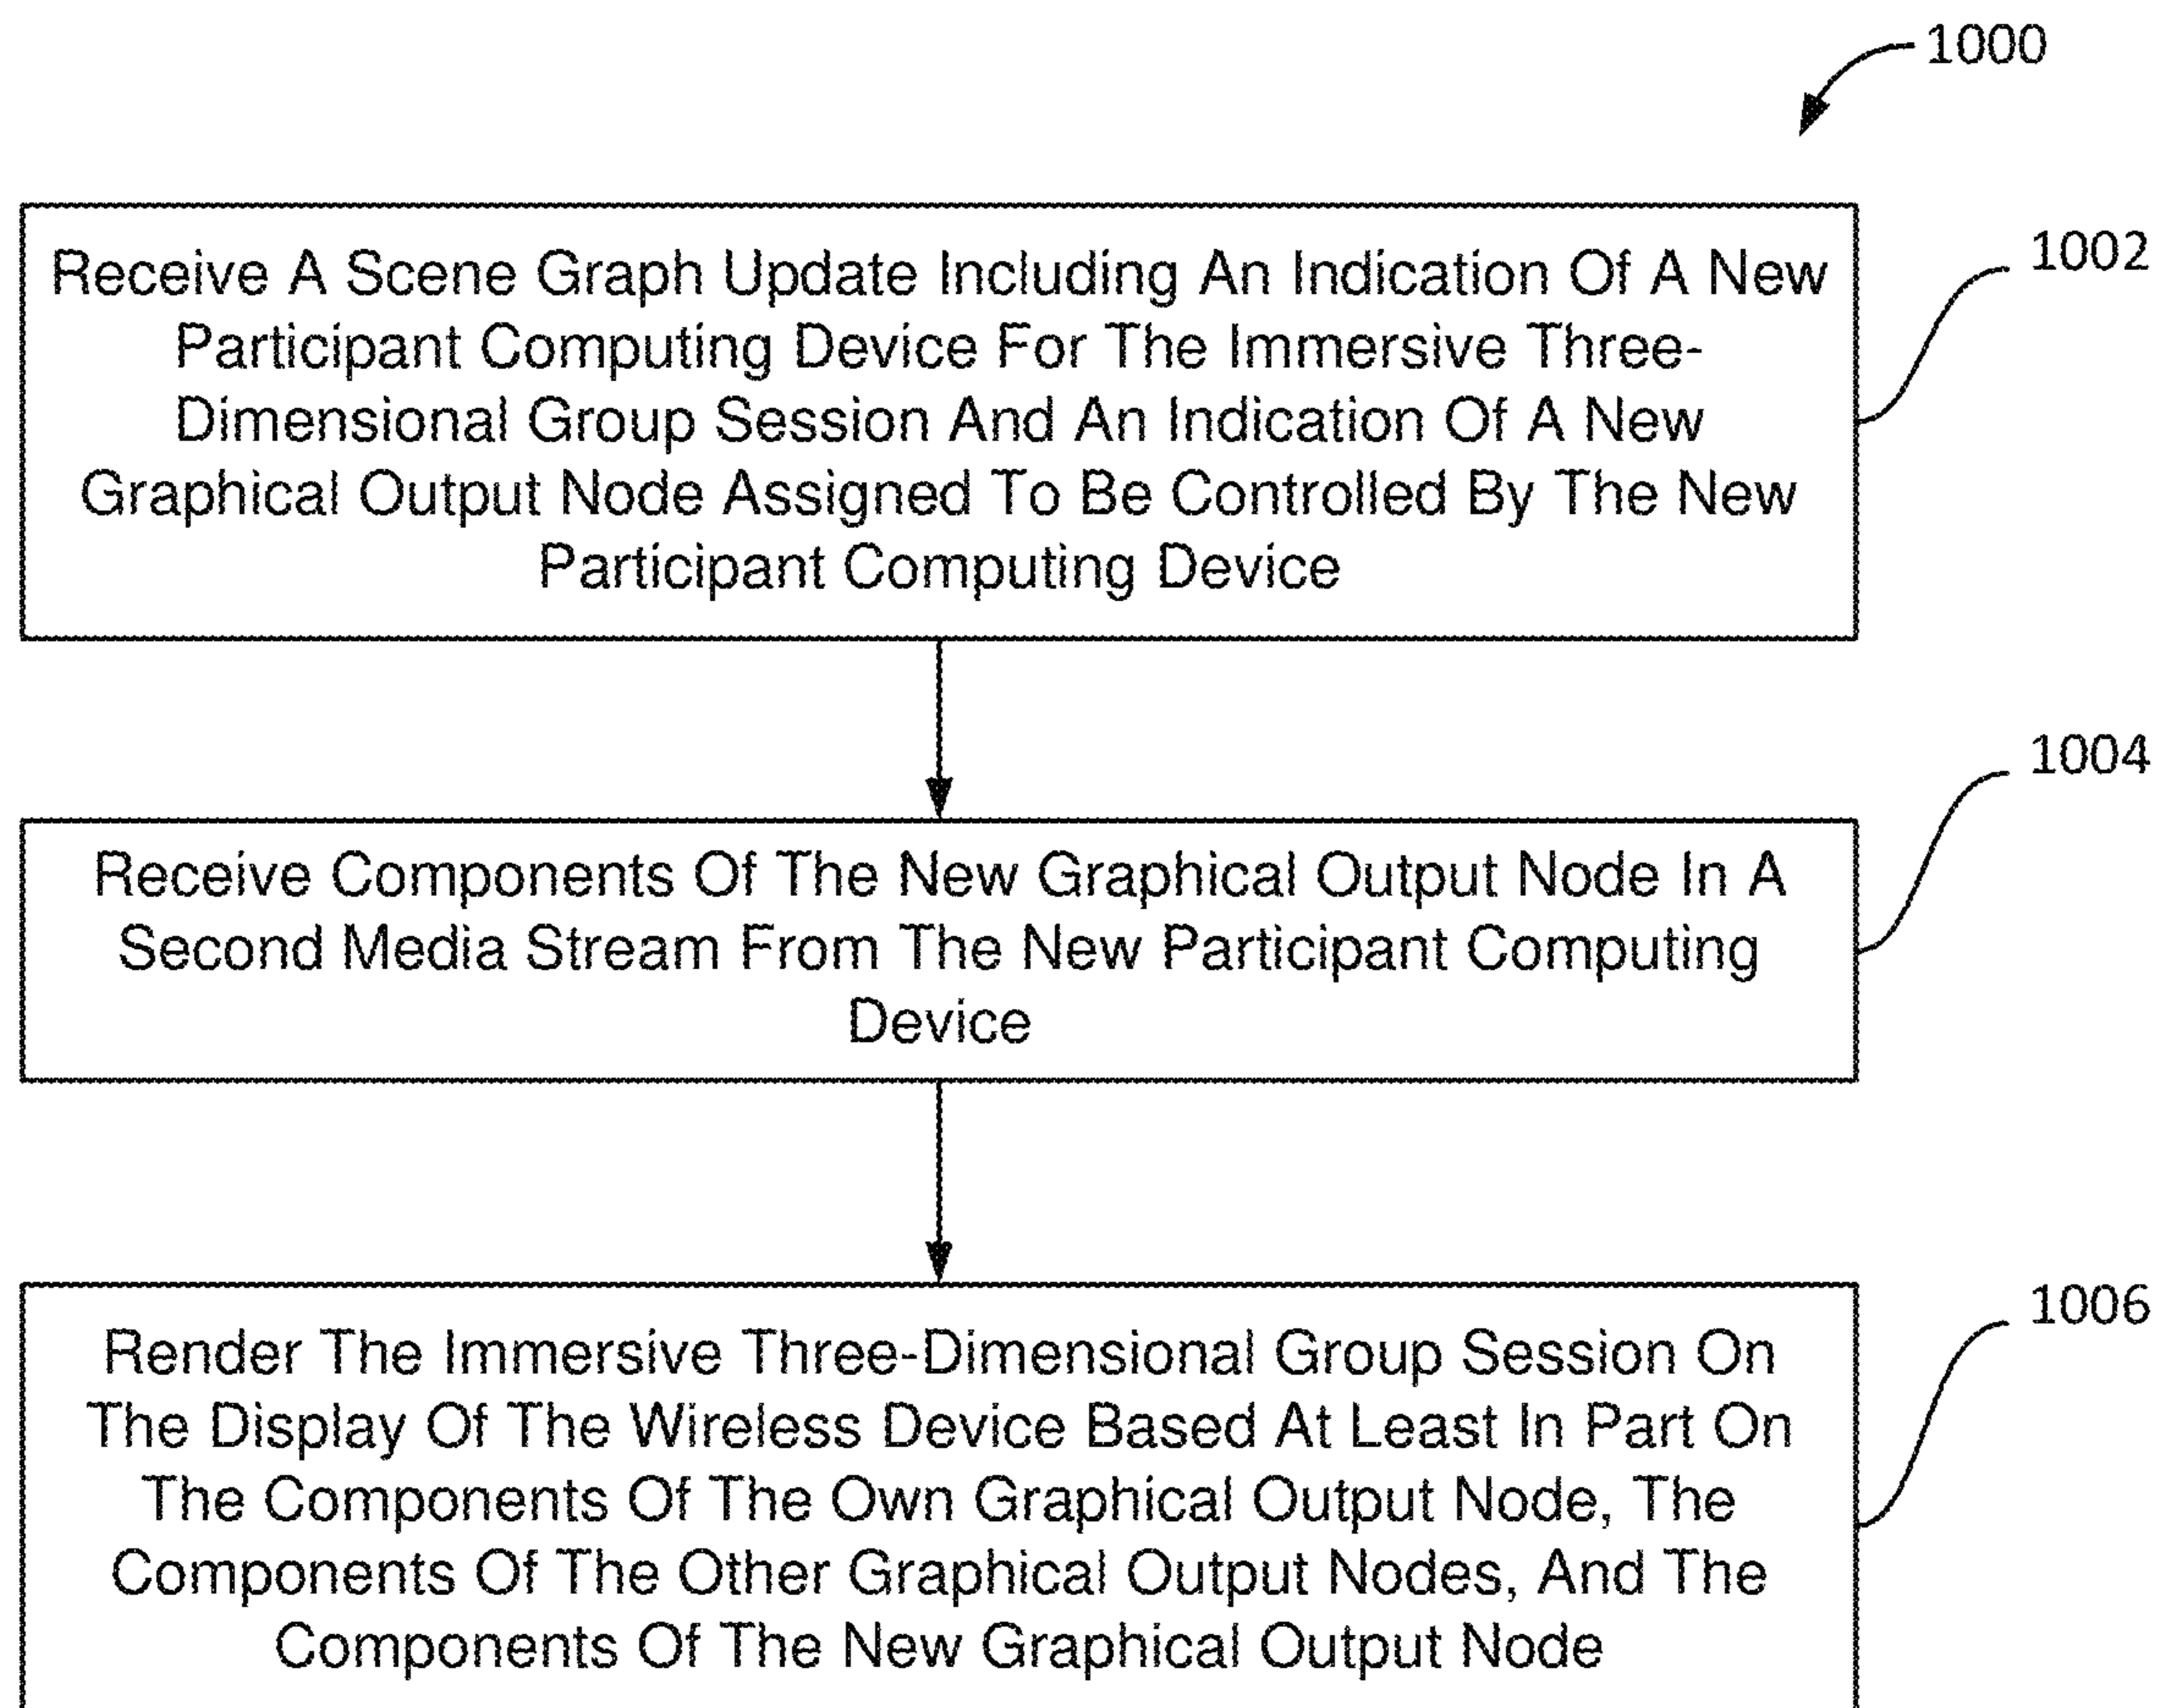 1000
Receive A Scene Graph Update Including An Indication Of A New
Participant Computing Device For The Immersive Three-
Dimensional Group Session And An Indication Of A New
Graphical Output Node Assigned To Be Controlled By The New
Participant Computing Device
1002
Receive Components Of The New Graphical Output Node In A
Second Media Stream From The New Participant Computing
Device
1004
Render The Immersive Three-Dimensional Group Session On
The Display Of The Wireless Device Based At Least In Part On
The Components Of The Own Graphical Output Node, The
Components Of The Other Graphical Output Nodes, And The
Components Of The New Graphical Output Node
1006